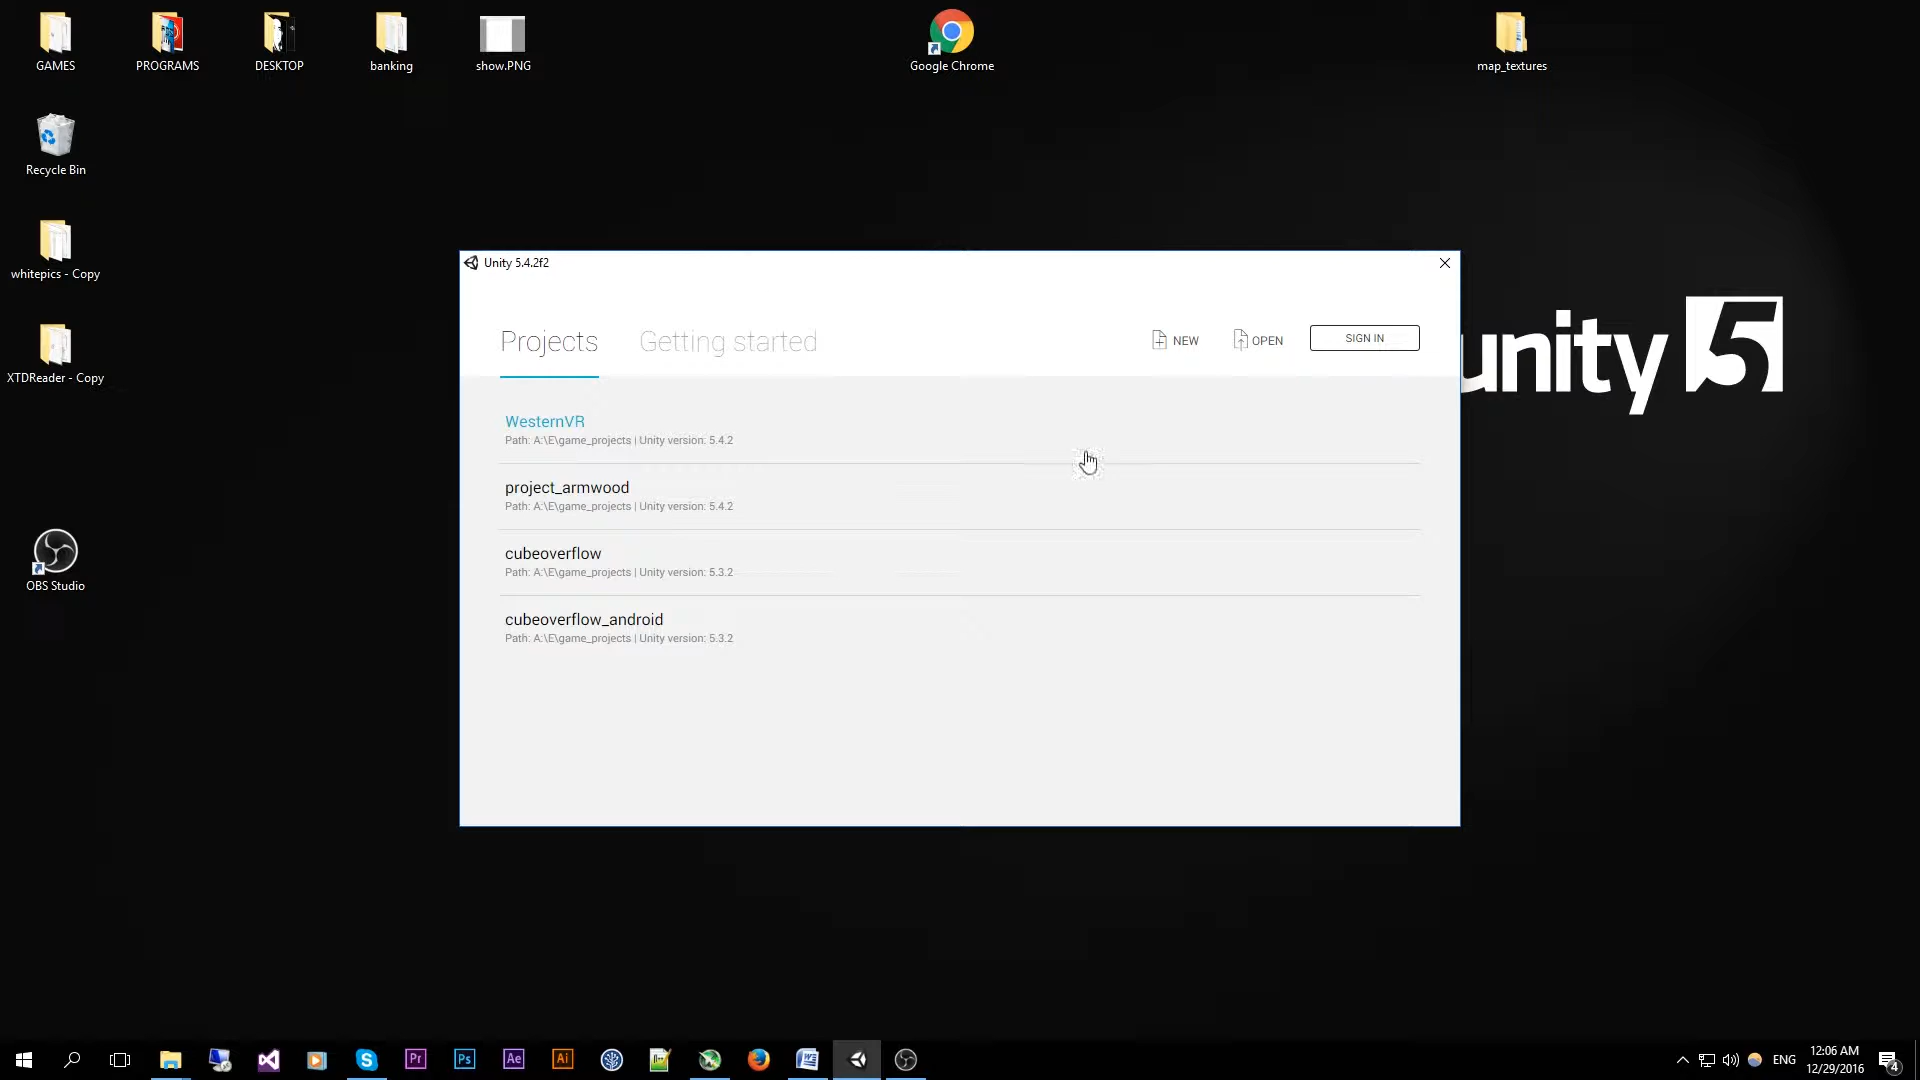 GAMES
PROGRAMS
DESKTOP
banking
show.PNG
Google Chrome
map_textures
Recycle Bin
whitepics - Copy
XTDReader - Copy
OBS Studio
Unity 5.4.2f2
Projects
Getting started
NEW
OPEN
SIGN IN
unity 5
WesternVR
Path: A:\E\game_projects | Unity version: 5.4.2
project_armwood
Path: A:\E\game_projects | Unity version: 5.4.2
cubeoverflow
Path: A:\E\game_projects | Unity version: 5.3.2
cubeoverflow_android
Path: A:\E\game_projects | Unity version: 5.3.2
Pr
Ps
Ae
Ai
ENG
12:06 AM
12/29/2016
4